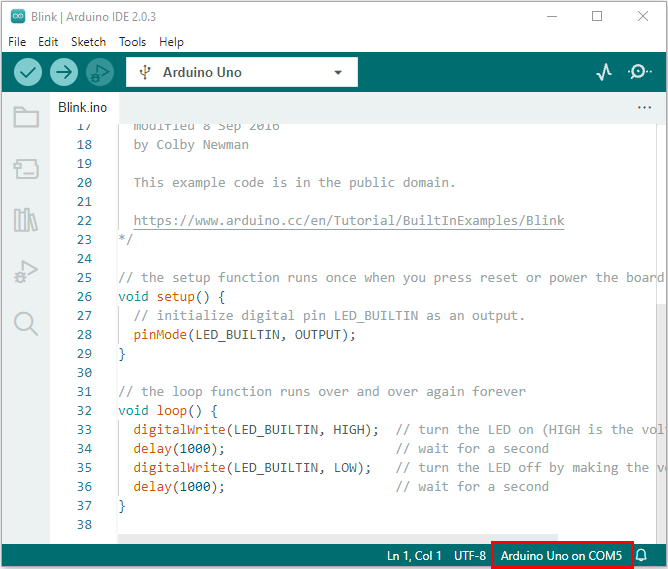 Blink | Arduino IDE 2.0.3
File Edit Sketch Tools Help
Arduino Uno
Blink.ino
17 modified 8 Sep 2016
18 by Colby Newman
19
20 This example code is in the public domain.
21
22 https://www.arduino.cc/en/Tutorial/BuiltInExamples/Blink
23 */
24
25 // the setup function runs once when you press reset or power the board
26 void setup() {
27 // initialize digital pin LED_BUILTIN as an output.
28 pinMode(LED_BUILTIN, OUTPUT);
29 }
30
31 // the loop function runs over and over again forever
32 void loop() {
33 digitalWrite(LED_BUILTIN, HIGH); // turn the LED on (HIGH is the vol
34 delay(1000); // wait for a second
35 digitalWrite(LED_BUILTIN, LOW); // turn the LED off by making the v
36 delay(1000); // wait for a second
37 }
38
Ln 1, Col 1 UTF-8 Arduino Uno on COM5